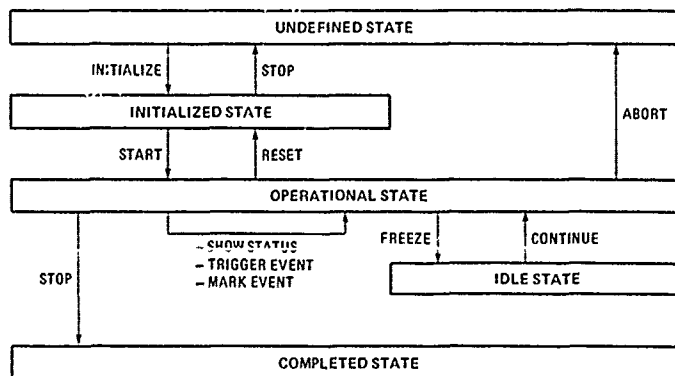 UNDEFINED STATE
INITIALIZE
STOP
INITIALIZED STATE
ABORT
START
RESET
OPERATIONAL STATE
– SHOW STATUS
– TRIGGER EVENT
– MARK EVENT
FREEZE
CONTINUE
STOP
IDLE STATE
COMPLETED STATE